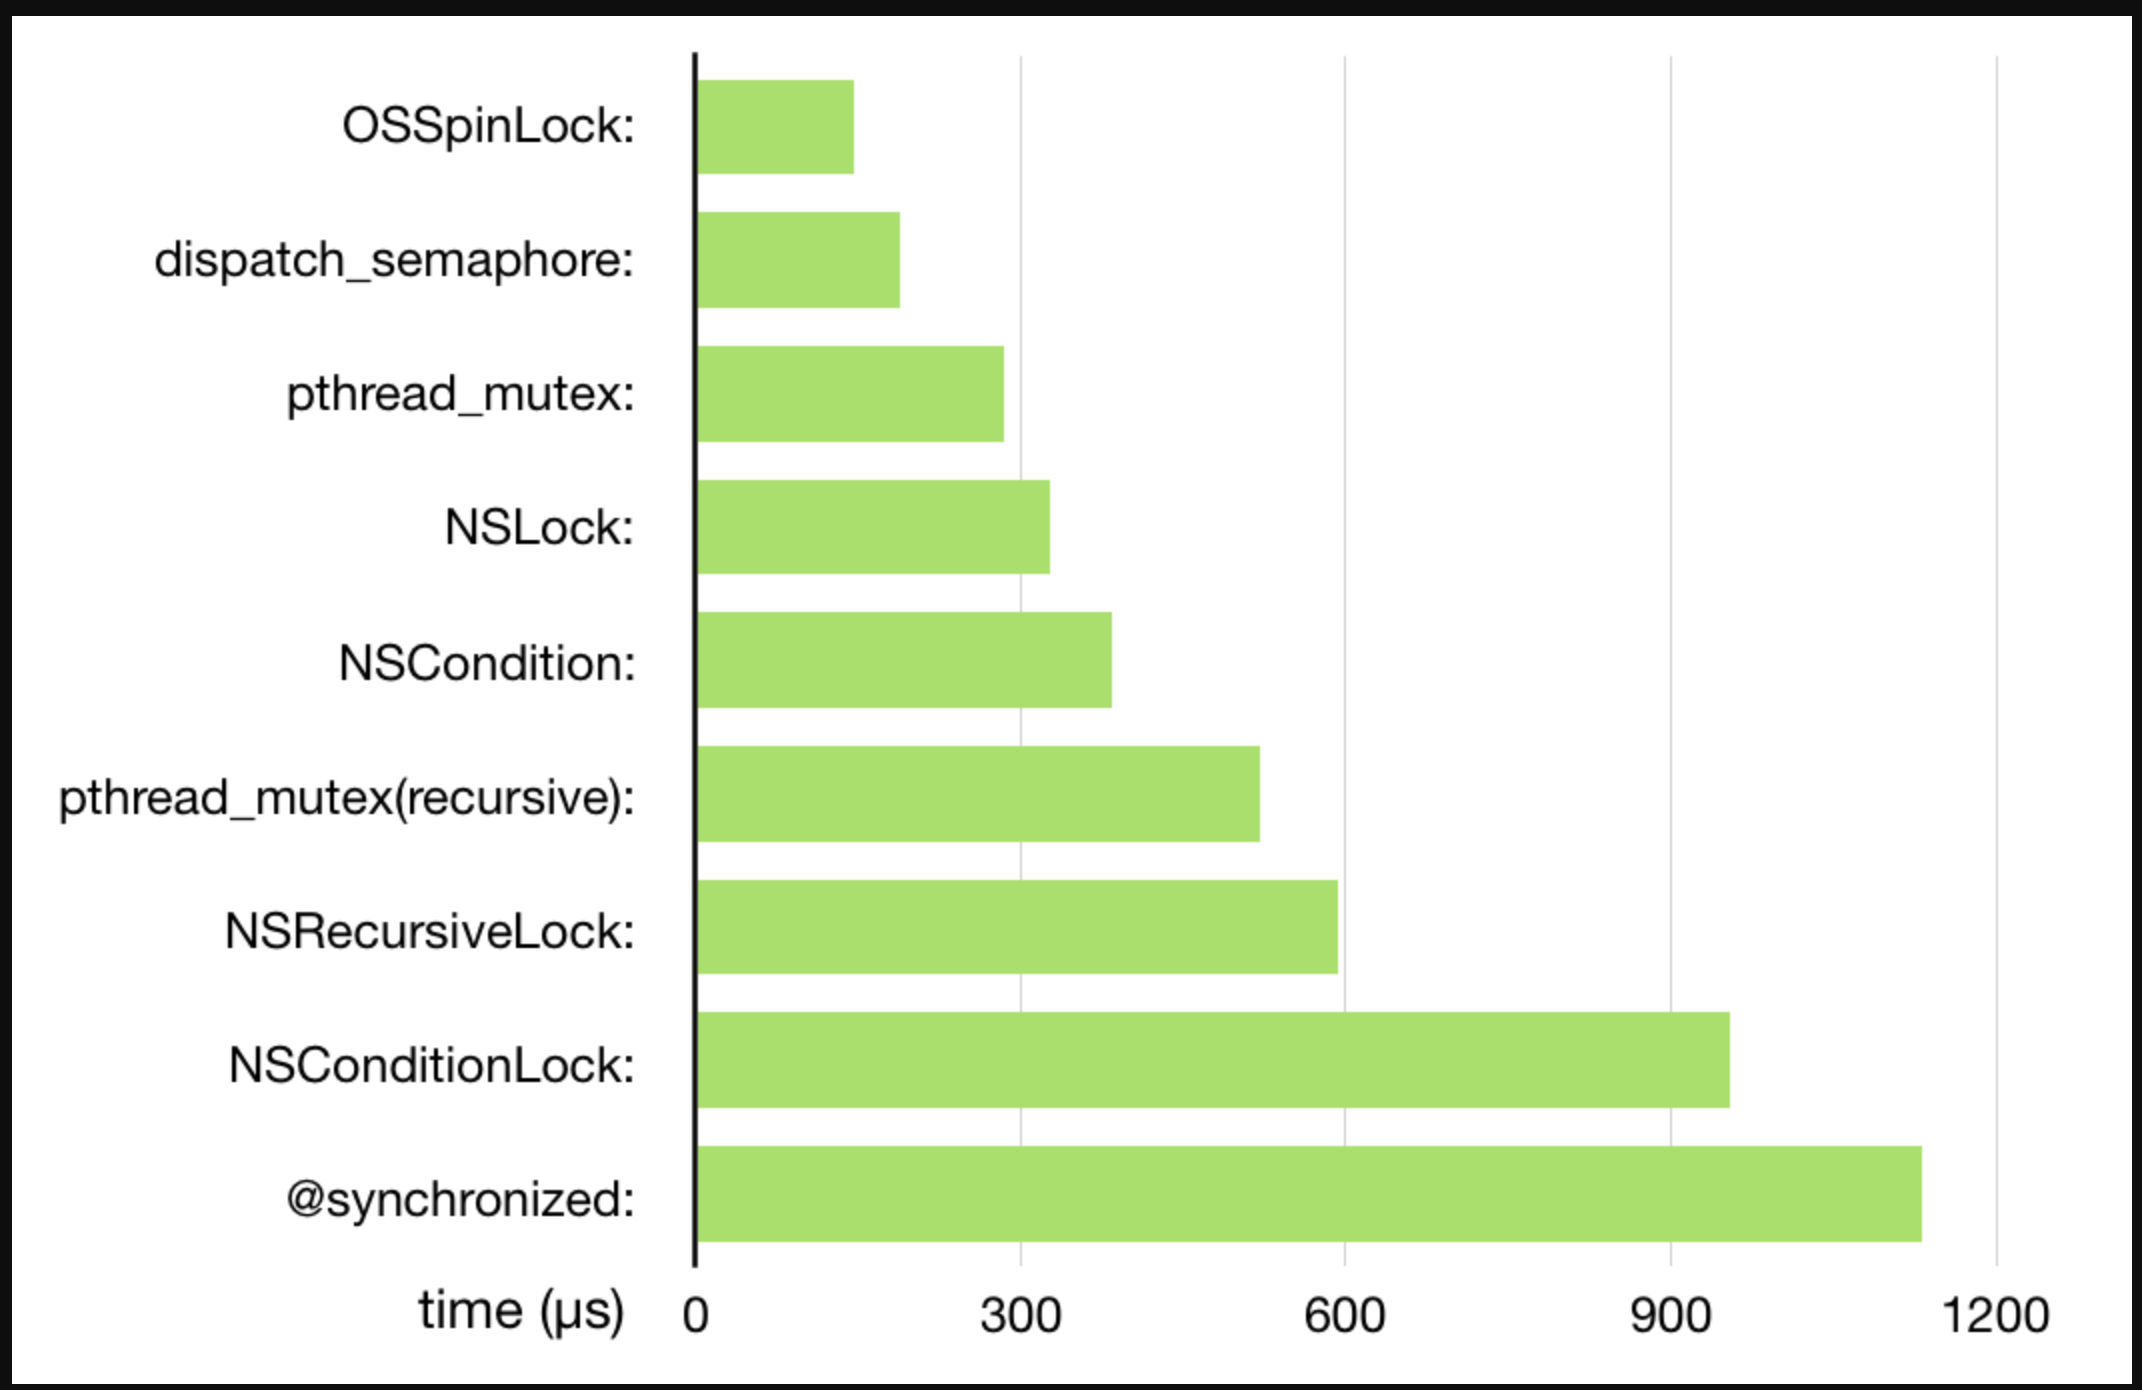 OSSpinLock:
dispatch_semaphore:
pthread_mutex:
NSLock:
NSCondition:
pthread_mutex(recursive):
NSRecursiveLock:
NSConditionLock:
@synchronized:
time (µs) 0 300 600 900 1200